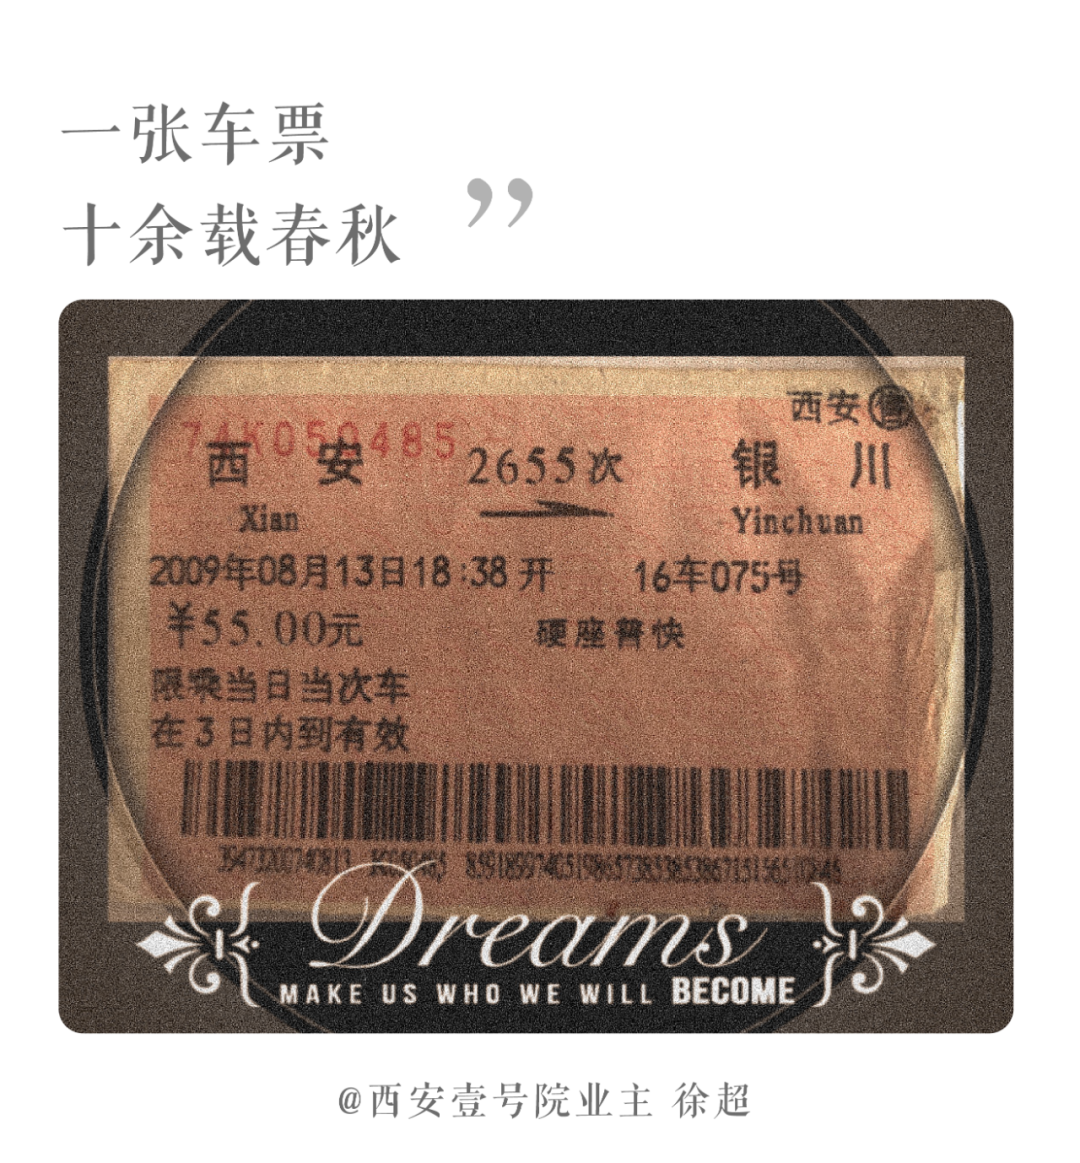 一张车票
十余载春秋
”
74K050485
西安售
西安 2655次 银川
Xian Yinchuan
2009年08月13日18:38开 16车075号
￥55.00元 硬座普快
限乘当日当次车
在3日内到有效
Dreams
MAKE US WHO WE WILL BECOME
@西安壹号院业主 徐超